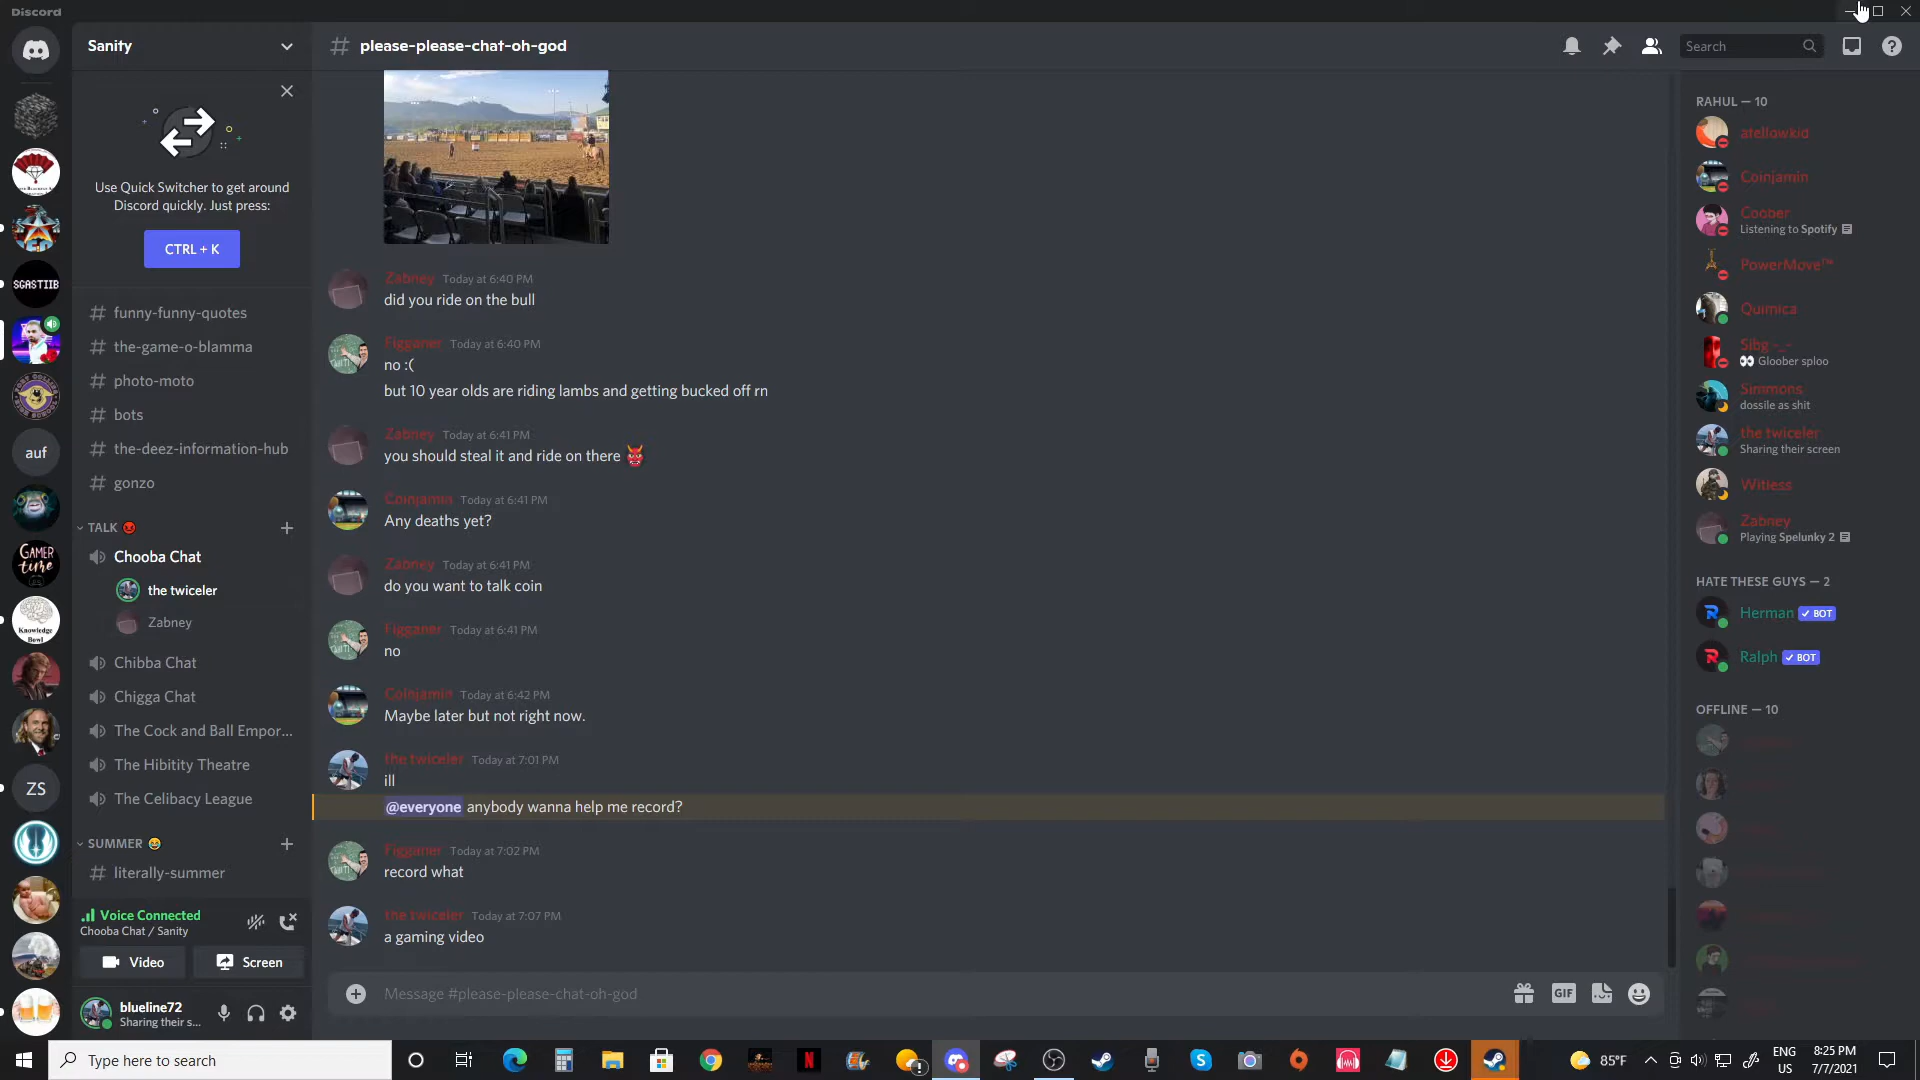 Discord
Sanity
please-please-chat-oh-god
Search
Use Quick Switcher to get around
Discord quickly. Just press:
CTRL + K
funny-funny-quotes
the-game-o-blamma
photo-moto
bots
the-deez-information-hub
gonzo
TALK
Chooba Chat
the twiceler
Zabney
Chibba Chat
Chigga Chat
The Cock and Ball Empor...
The Hibitity Theatre
The Celibacy League
SUMMER
literally-summer
Voice Connected
Chooba Chat / Sanity
Video
Screen
blueline72
Sharing their s...
SGASTIIB
auf
GAMER
time
Knowledge
Bowl
ZS
Zabney Today at 6:40 PM
did you ride on the bull
Figganer Today at 6:40 PM
no :(
but 10 year olds are riding lambs and getting bucked off rn
Zabney Today at 6:41 PM
you should steal it and ride on there
Coinjamin Today at 6:41 PM
Any deaths yet?
Zabney Today at 6:41 PM
do you want to talk coin
Figganer Today at 6:41 PM
no
Coinjamin Today at 6:42 PM
Maybe later but not right now.
the twiceler Today at 7:01 PM
ill
@everyone anybody wanna help me record?
Figganer Today at 7:02 PM
record what
the twiceler Today at 7:07 PM
a gaming video
Message #please-please-chat-oh-god
GIF
RAHUL — 10
atellowkid
Coinjamin
Coober
Listening to Spotify
PowerMove™
Quimica
Sibg -_-
Gloober sploo
Simmons
dossile as shit
the twiceler
Sharing their screen
Witless
Zabney
Playing Spelunky 2
HATE THESE GUYS — 2
Herman BOT
Ralph BOT
OFFLINE — 10
Type here to search
85°F
ENG
US
8:25 PM
7/7/2021